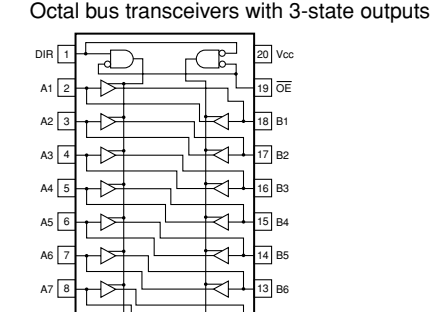 Octal bus transceivers with 3-state outputs
DIR 1 20 Vcc
A1 2 19 OE
A2 3 18 B1
A3 4 17 B2
A4 5 16 B3
A5 6 15 B4
A6 7 14 B5
A7 8 13 B6